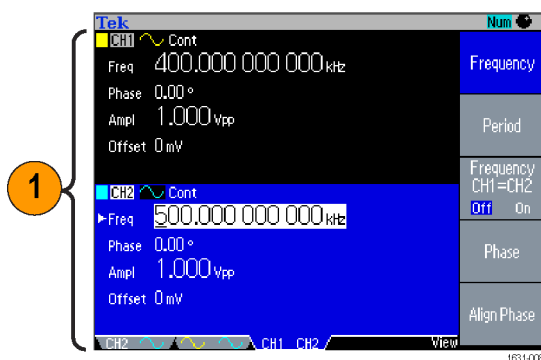 Tek
Num
CH1 Cont
Freq 400.000 000 000 kHz
Phase 0.00 °
Ampl 1.000 Vpp
Offset 0 mV
CH2 Cont
Freq 500.000 000 000 kHz
Phase 0.00 °
Ampl 1.000 Vpp
Offset 0 mV
CH2
CH1 CH2
View
Frequency
Period
Frequency
CH1=CH2
Off On
Phase
Align Phase
1